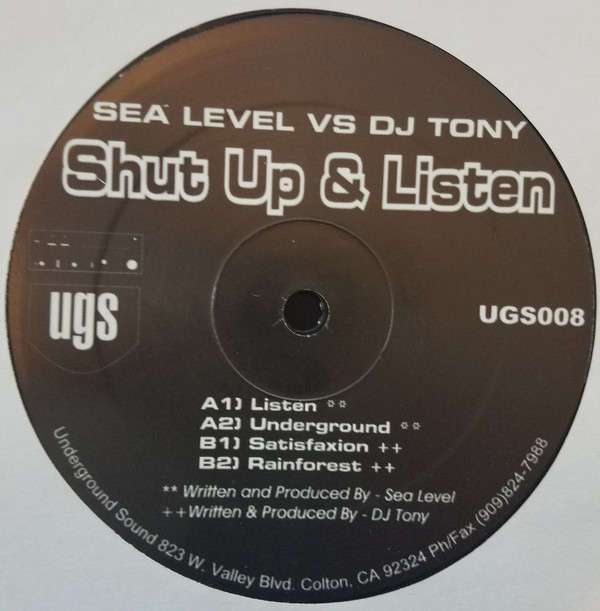 SEA LEVEL VS DJ TONY
Shut Up & Listen
ugs
UGS008
A1) Listen **
A2) Underground **
B1) Satisfaxion ++
B2) Rainforest ++
** Written and Produced By - Sea Level
++Written & Produced By - DJ Tony
Underground Sound 823 W. Valley Blvd. Colton, CA 92324 Ph/Fax (909)824-7988